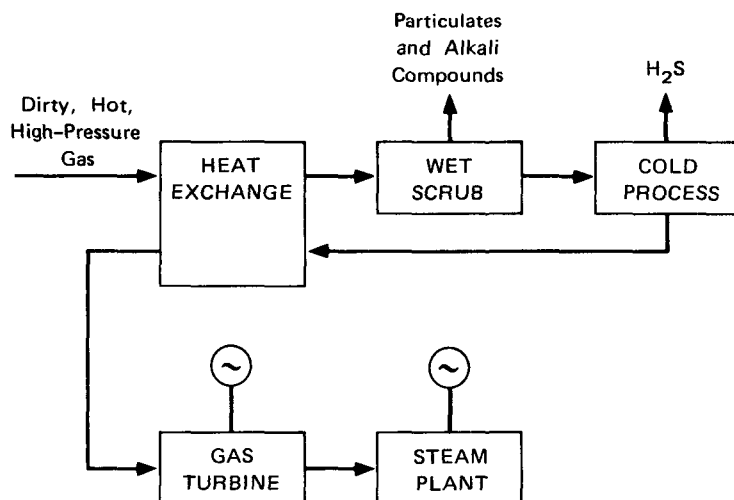 Particulates
and Alkali
Compounds
H₂S
Dirty, Hot,
High-Pressure
Gas
HEAT
EXCHANGE
WET
SCRUB
COLD
PROCESS
~
~
GAS
TURBINE
STEAM
PLANT